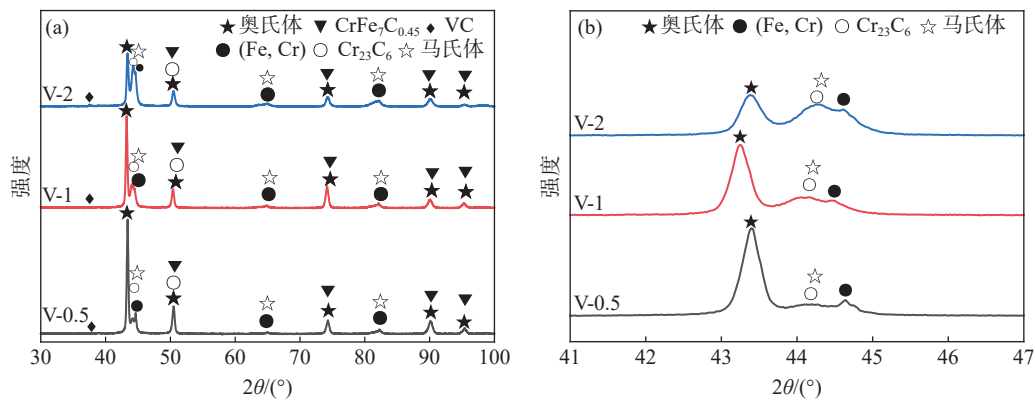 (a) ★奥氏体 ▼CrFe₇C₀.₄₅ ♦ VC
● (Fe, Cr) ○ Cr₂₃C₆ ☆ 马氏体
V-2
V-1
V-0.5
强度
30 40 50 60 70 80 90 100
2θ/(°)
(b) ★奥氏体 ● (Fe, Cr) ○ Cr₂₃C₆ ☆ 马氏体
V-2
V-1
V-0.5
强度
41 42 43 44 45 46 47
2θ/(°)